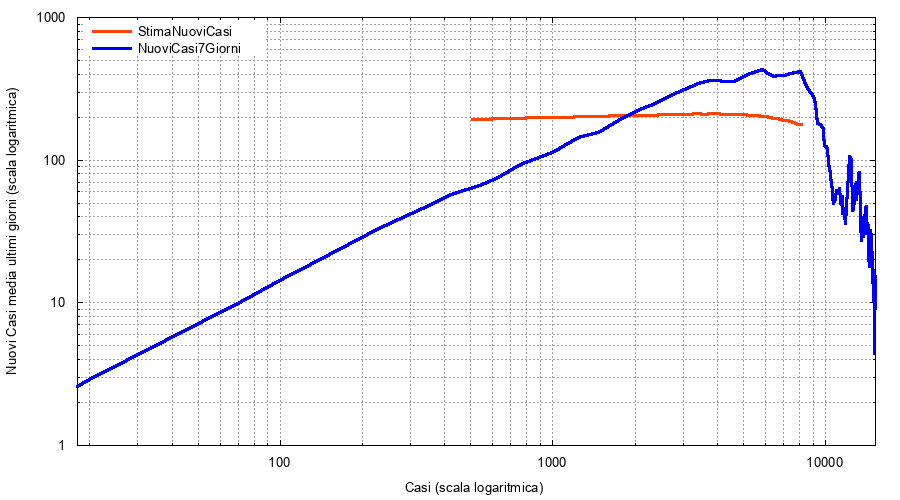 1000
StimaNuoviCasi
NuoviCasi7Giorni
100
10
1
Nuovi Casi media ultimi giorni (scala logaritmica)
100
1000
10000
Casi (scala logaritmica)